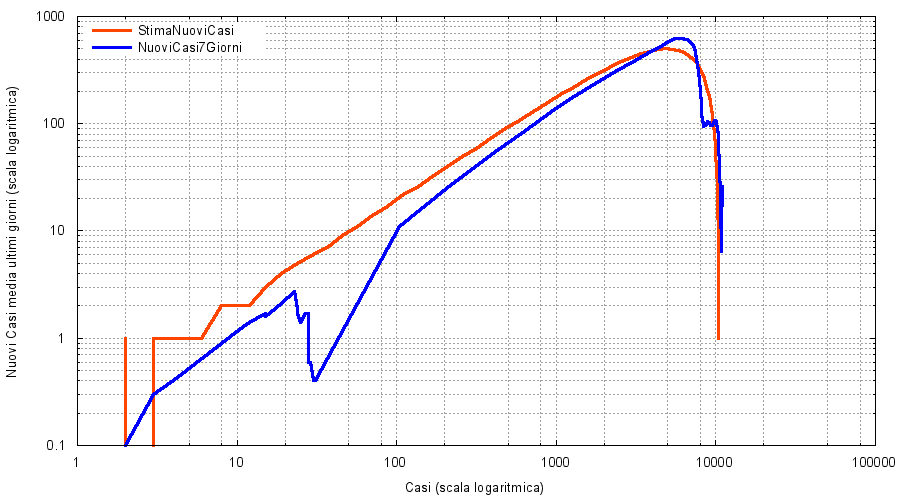 1000
100
10
1
0.1
Nuovi Casi media ultimi giorni (scala logaritmica)
StimaNuoviCasi
NuoviCasi7Giorni
1 10 100 1000 10000 100000
Casi (scala logaritmica)